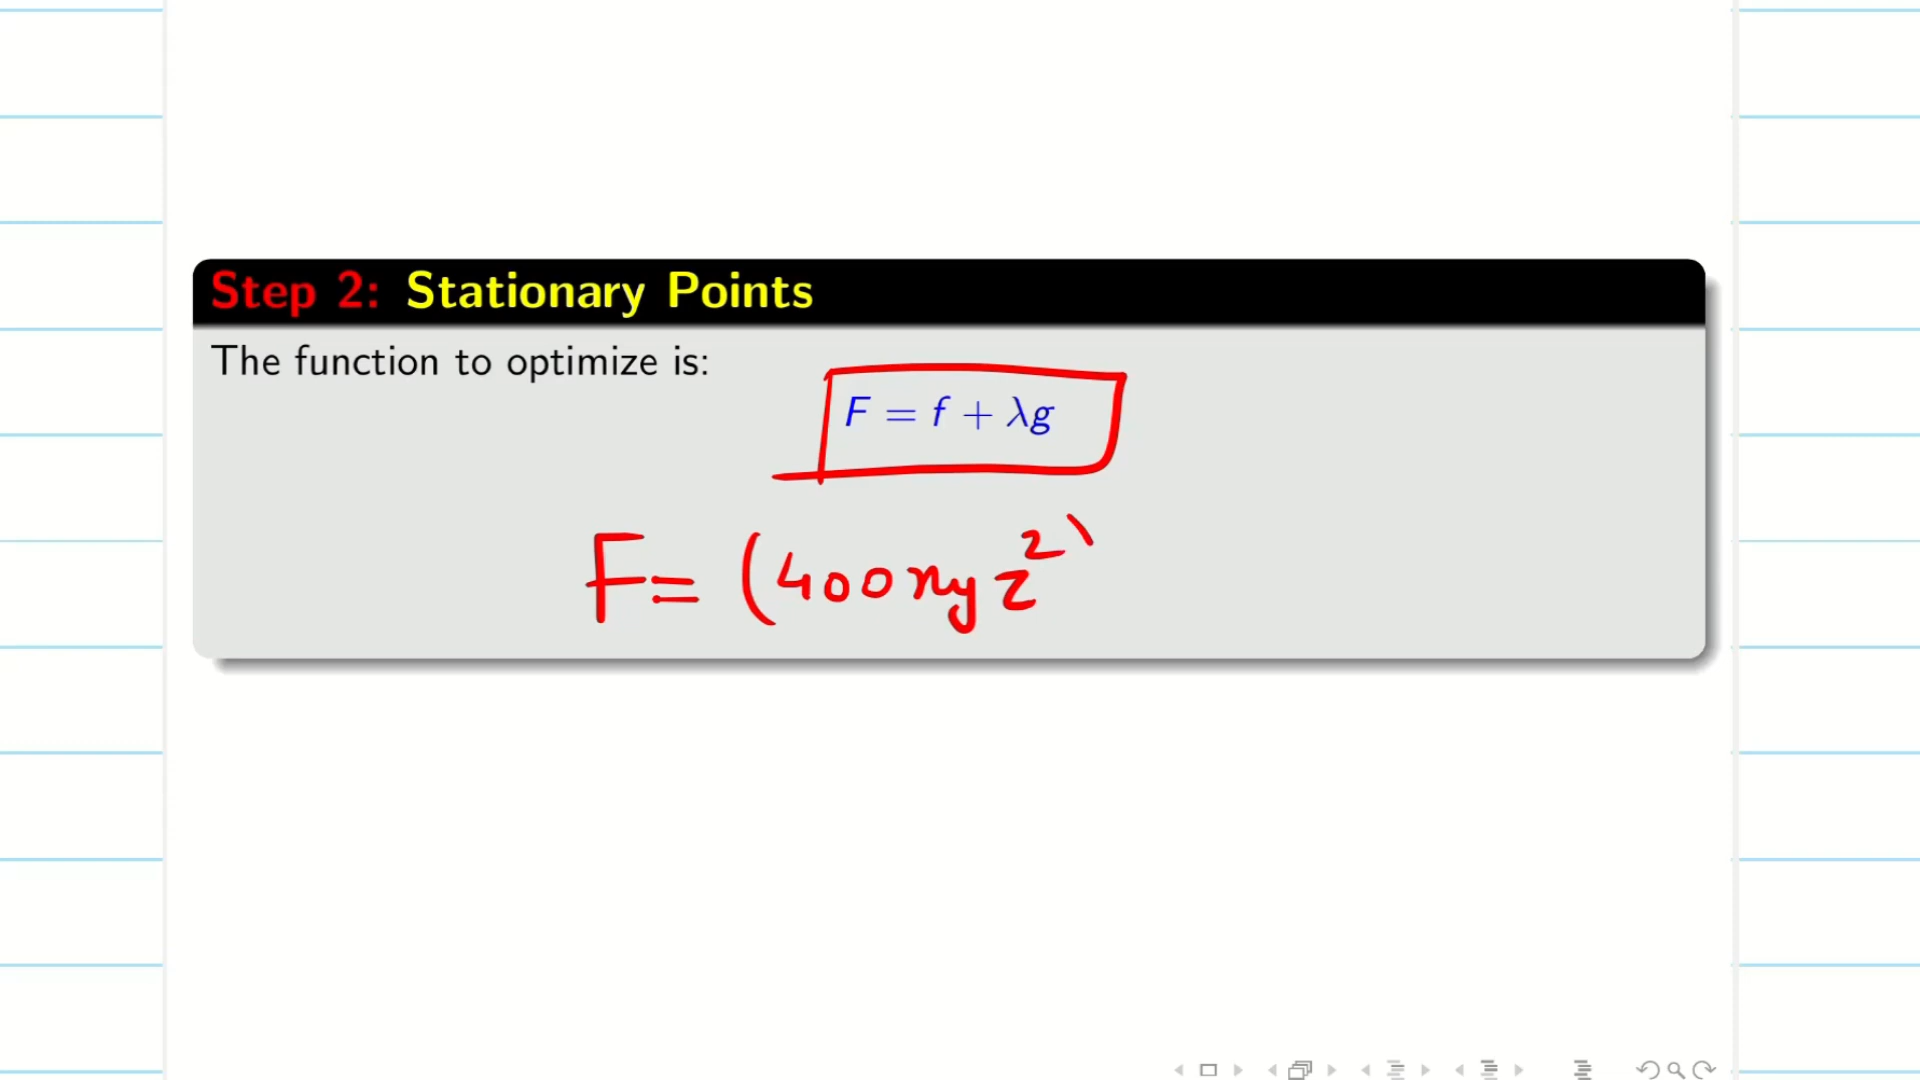 Step 2: Stationary Points
The function to optimize is:
F = f + λg
F= (400xyz²)